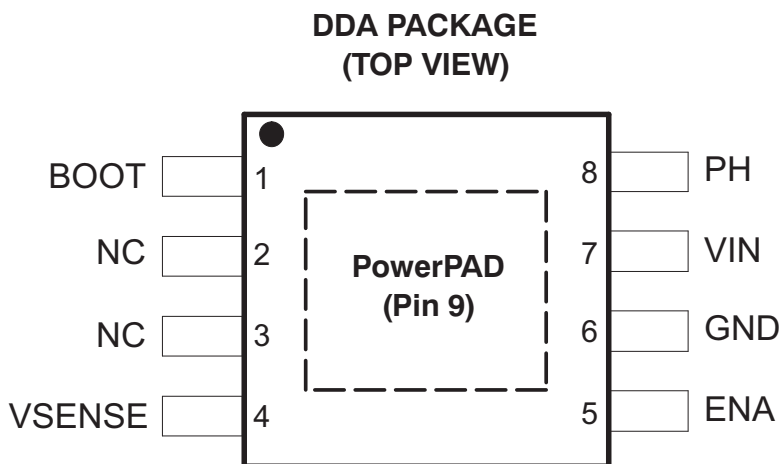 DDA PACKAGE
(TOP VIEW)
BOOT 1 8 PH
NC 2 7 VIN
PowerPAD
(Pin 9)
NC 3 6 GND
VSENSE 4 5 ENA